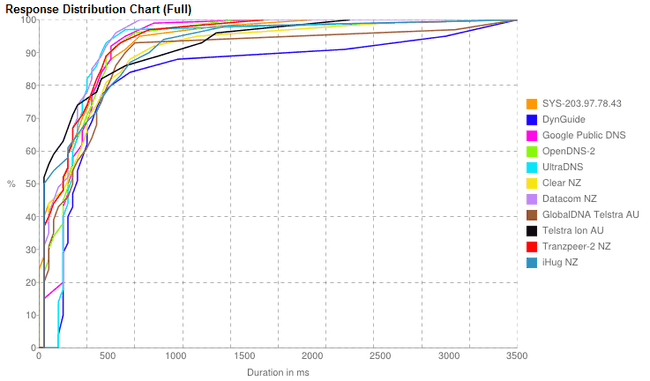 Response Distribution Chart (Full)
100
90
80
70
60
50
40
30
20
10
0
%
0 500 1000 1500 2000 2500 3000 3500
Duration in ms
SYS-203.97.78.43
DynGuide
Google Public DNS
OpenDNS-2
UltraDNS
Clear NZ
Datacom NZ
GlobalDNA Telstra AU
Telstra Ion AU
Tranzpeer-2 NZ
iHug NZ